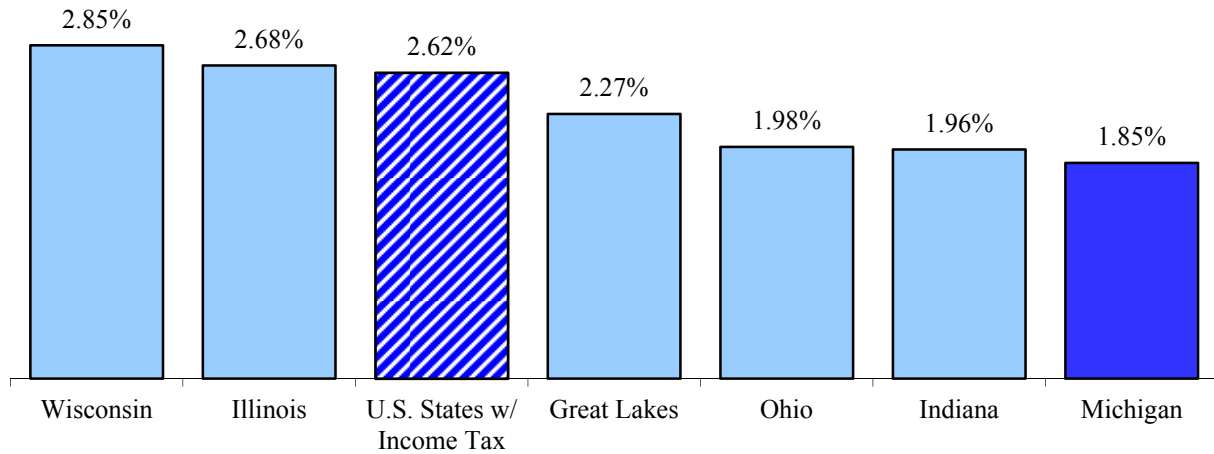 2.85%
2.68%
2.62%
2.27%
1.98%
1.96%
1.85%
Wisconsin
Illinois
U.S. States w/
Income Tax
Great Lakes
Ohio
Indiana
Michigan